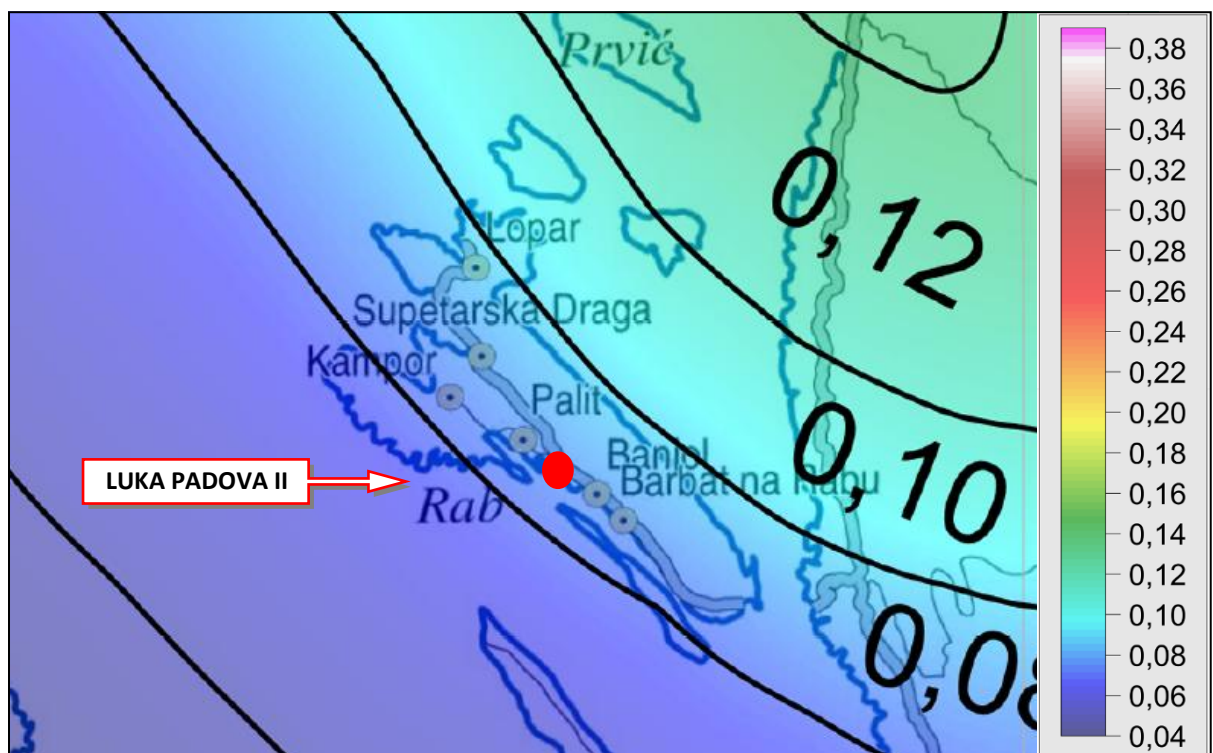 Prvić
0,12
Lopar
Supetarska Draga
Kampor
Palit
Banjol
Barbat na Rabu
LUKA PADOVA II
Rab
0,10
0,08
0,38
0,36
0,34
0,32
0,30
0,28
0,26
0,24
0,22
0,20
0,18
0,16
0,14
0,12
0,10
0,08
0,06
0,04